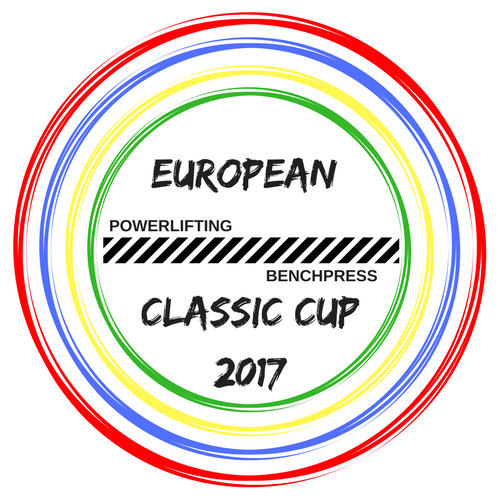 EUROPEAN
POWERLIFTING
BENCHPRESS
CLASSIC CUP
2017